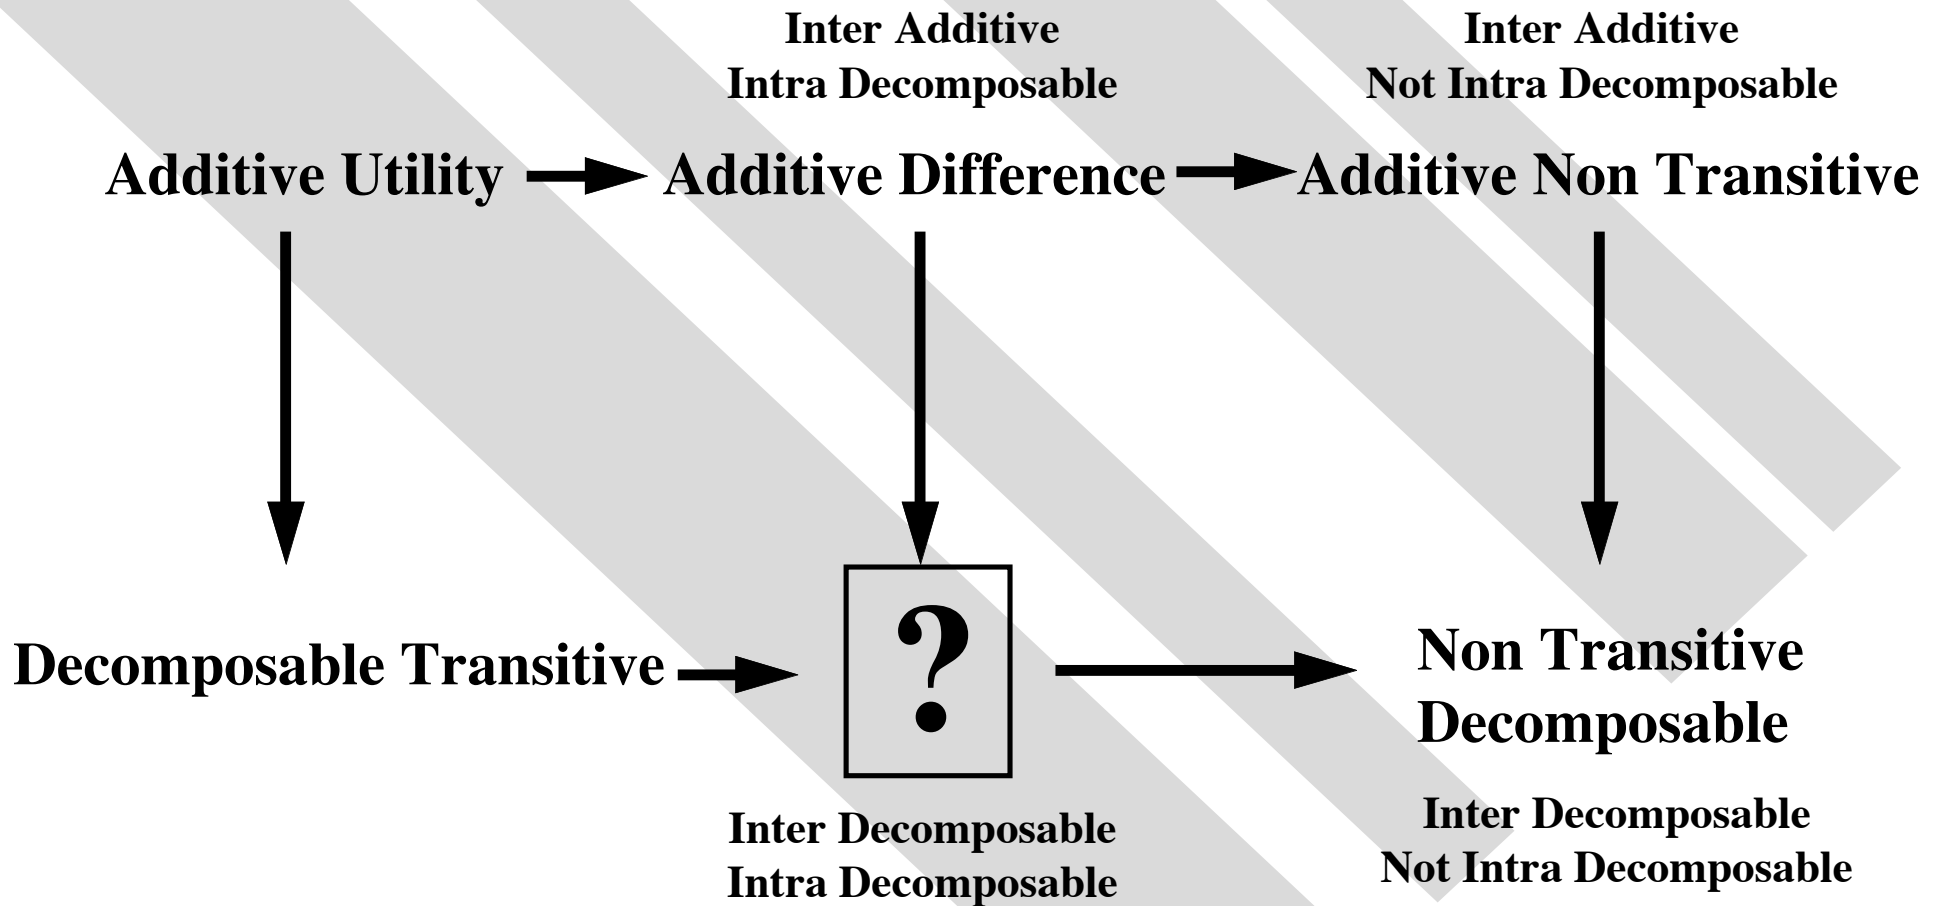 Inter Additive
Intra Decomposable
Inter Additive
Not Intra Decomposable
Additive Utility
Additive Difference
Additive Non Transitive
Decomposable Transitive
?
Non Transitive
Decomposable
Inter Decomposable
Intra Decomposable
Inter Decomposable
Not Intra Decomposable